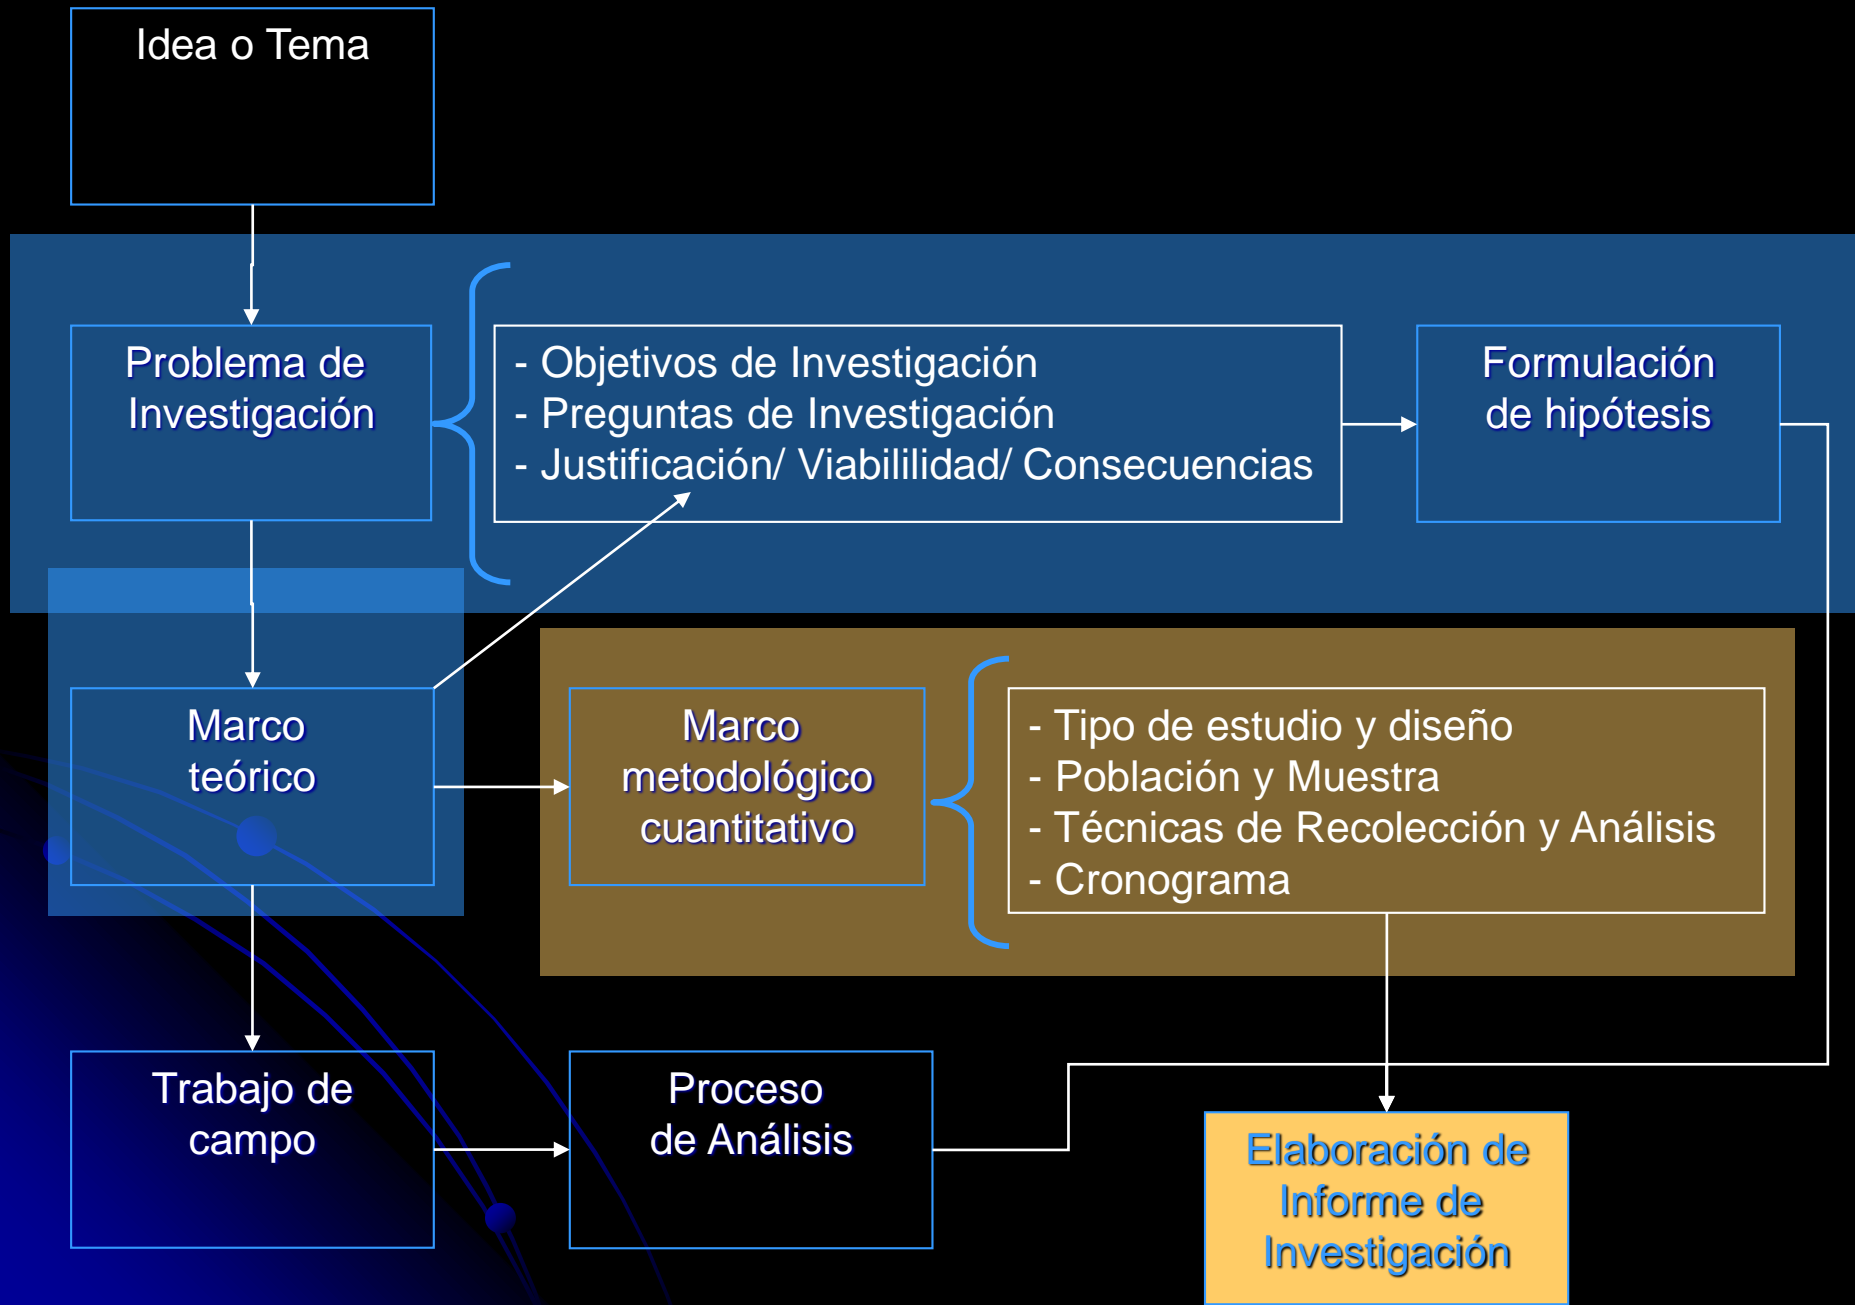 Idea o Tema
Problema de
Investigación
- Objetivos de Investigación
- Preguntas de Investigación
- Justificación/ Viabililidad/ Consecuencias
Formulación
de hipótesis
Marco
teórico
Marco
metodológico
cuantitativo
- Tipo de estudio y diseño
- Población y Muestra
- Técnicas de Recolección y Análisis
- Cronograma
Trabajo de
campo
Proceso
de Análisis
Elaboración de
Informe de
Investigación